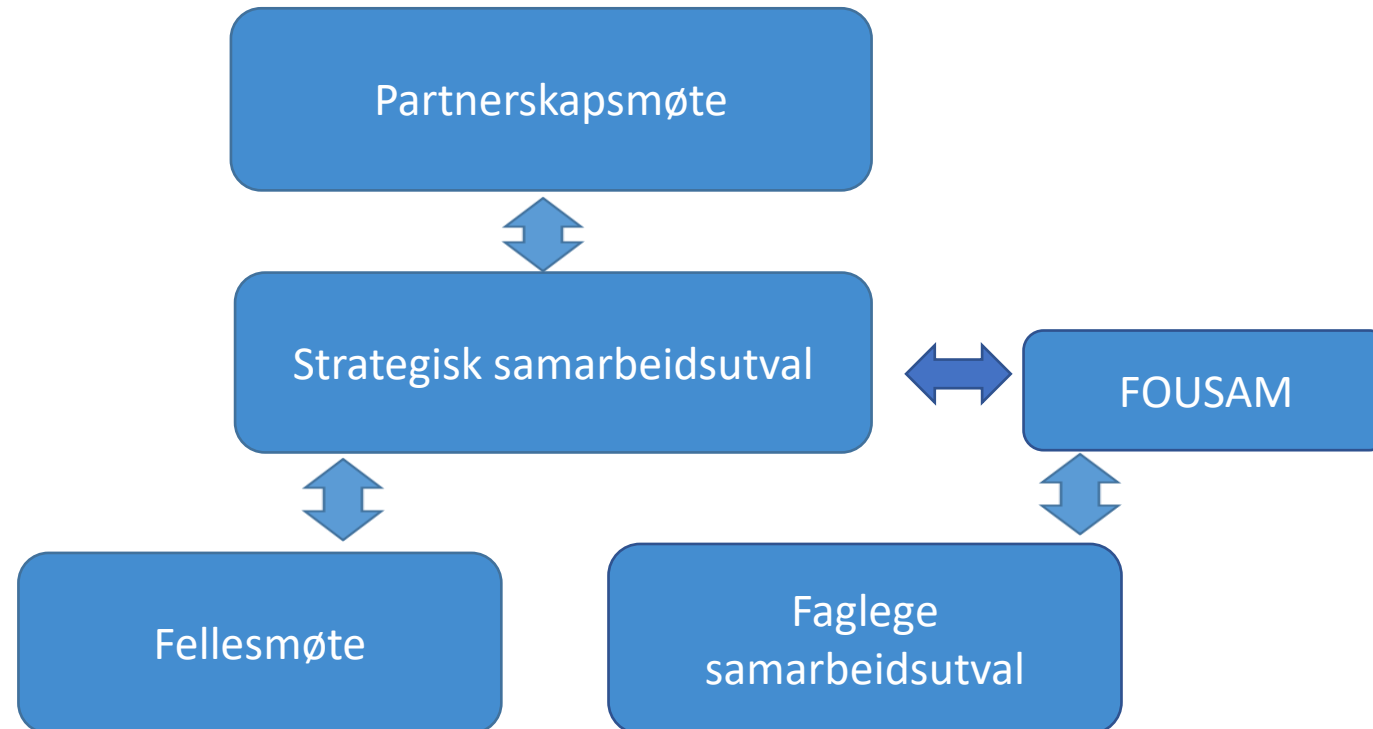 Partnerskapsmøte
Strategisk samarbeidsutval
FOUSAM
Fellesmøte
Faglege
samarbeidsutval